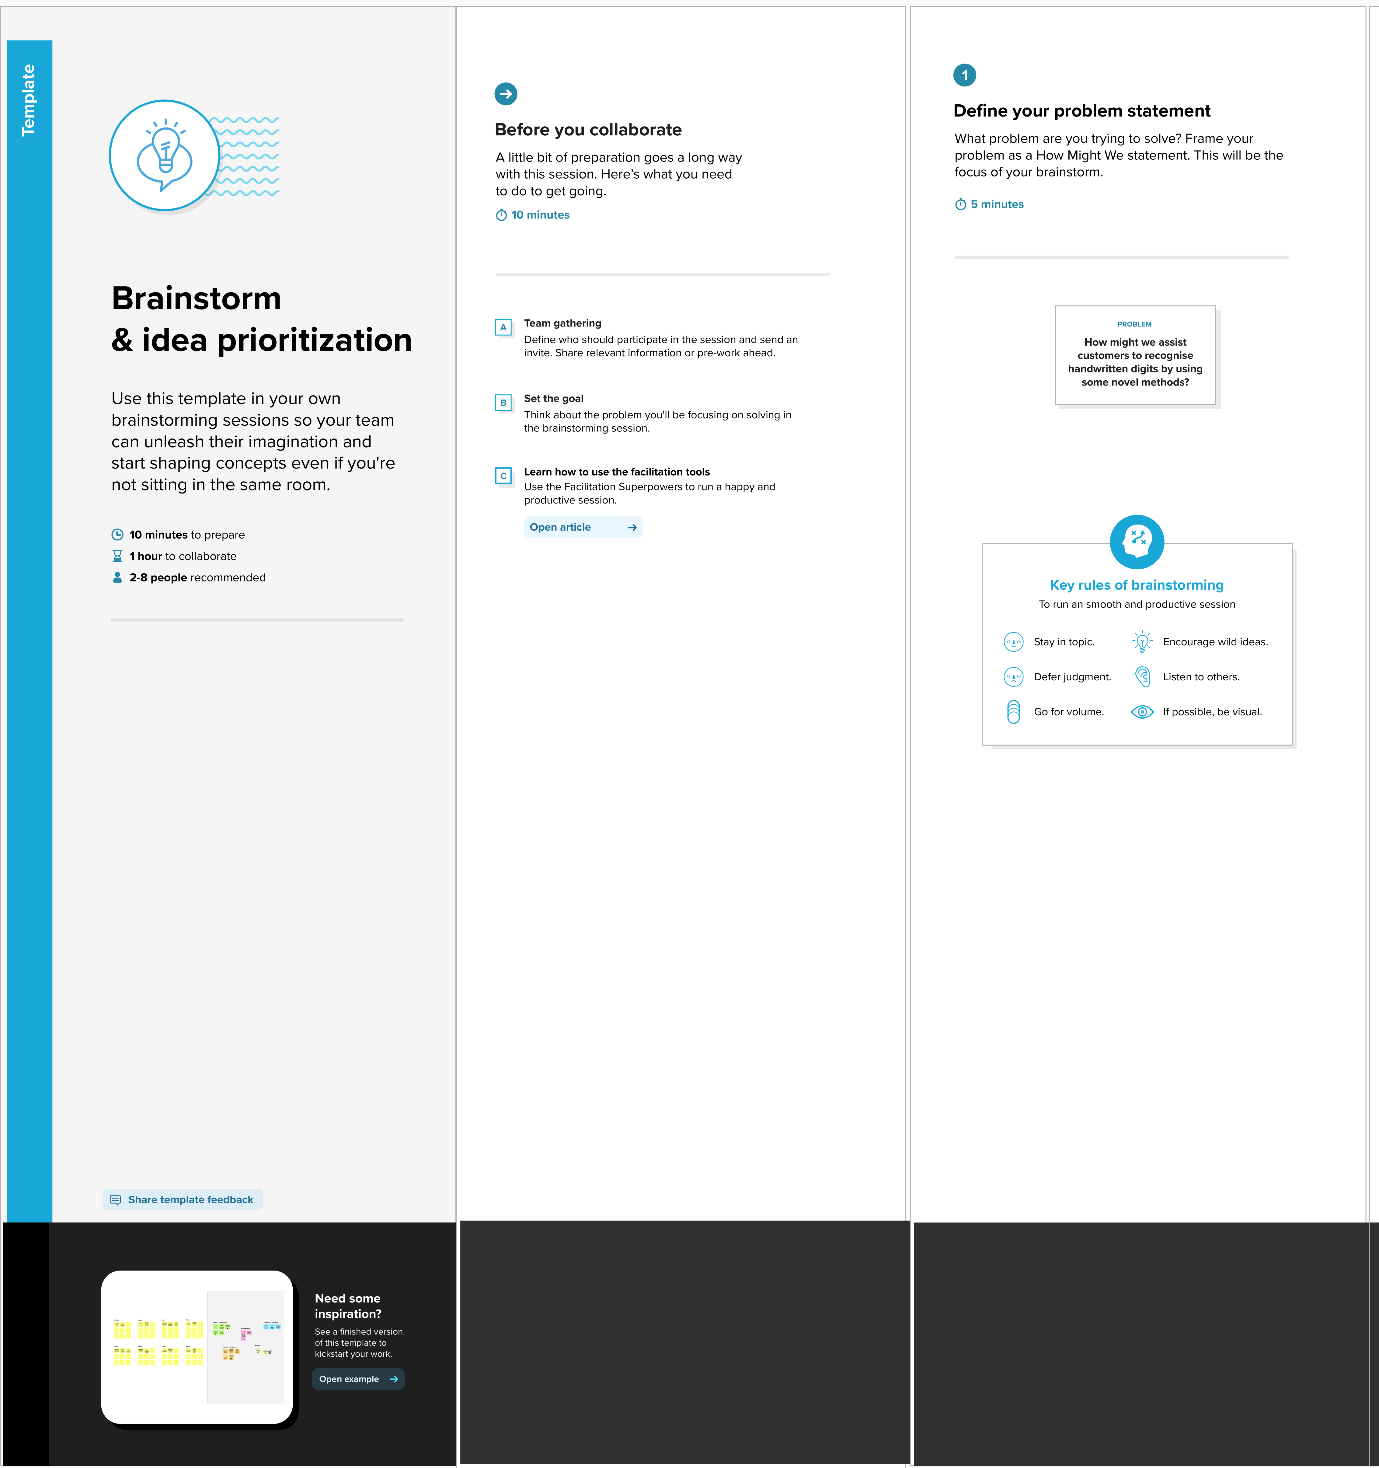 Template
Brainstorm
& idea prioritization
Use this template in your own
brainstorming sessions so your team
can unleash their imagination and
start shaping concepts even if you're
not sitting in the same room.
10 minutes to prepare
1 hour to collaborate
2-8 people recommended
Share template feedback
Need some
inspiration?
See a finished version
of this template to
kickstart your work.
Open example
Before you collaborate
A little bit of preparation goes a long way
with this session. Here's what you need
to do to get going.
10 minutes
A
Team gathering
Define who should participate in the session and send an
invite. Share relevant information or pre-work ahead.
B
Set the goal
Think about the problem you'll be focusing on solving in
the brainstorming session.
C
Learn how to use the facilitation tools
Use the Facilitation Superpowers to run a happy and
productive session.
Open article
1
Define your problem statement
What problem are you trying to solve? Frame your
problem as a How Might We statement. This will be the
focus of your brainstorm.
5 minutes
PROBLEM
How might we assist
customers to recognise
handwritten digits by using
some novel methods?
Key rules of brainstorming
To run an smooth and productive session
Stay in topic.
Encourage wild ideas.
Defer judgment.
Listen to others.
Go for volume.
If possible, be visual.